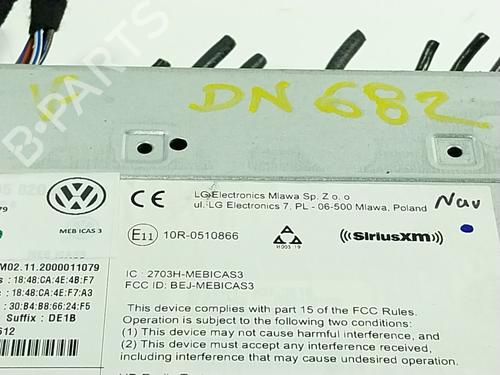 DN 682
B-PARTS
MEB ICAS 3
LG Electronics Mlawa Sp. Z o. o
ul. LG Electronics 7, PL - 06-500 Mlawa, Poland
Nav
E11 10R-0510866
H005 19
SiriusXm
M02.11.2000011079
IC : 2703H-MEBICAS3
FCC ID: BEJ-MEBICAS3
: 18:48:CA:4E:4B:F7
: 18:48:CA:4E:F7:A3
: 30:B4:B8:66:24:F5
Suffix : DE1B
612
This device complies with part 15 of the FCC Rules.
Operation is subject to the following two conditions:
(1) This device may not cause harmful interference, and
(2) This device must accept any interference received,
including interference that may cause undesired operation.